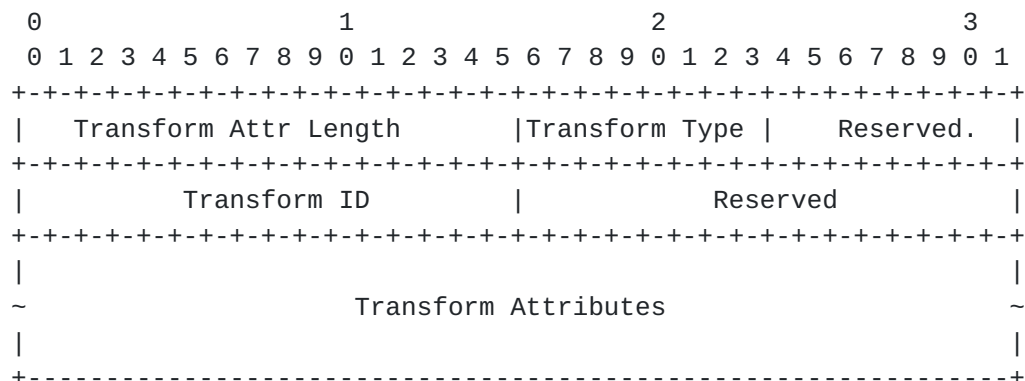 0                   1                   2                   3
 0 1 2 3 4 5 6 7 8 9 0 1 2 3 4 5 6 7 8 9 0 1 2 3 4 5 6 7 8 9 0 1
+-+-+-+-+-+-+-+-+-+-+-+-+-+-+-+-+-+-+-+-+-+-+-+-+-+-+-+-+-+-+-+-+
|   Transform Attr Length       |Transform Type |    Reserved.  |
+-+-+-+-+-+-+-+-+-+-+-+-+-+-+-+-+-+-+-+-+-+-+-+-+-+-+-+-+-+-+-+-+
|          Transform ID         |            Reserved           |
+-+-+-+-+-+-+-+-+-+-+-+-+-+-+-+-+-+-+-+-+-+-+-+-+-+-+-+-+-+-+-+-+
|                                                               |
~                     Transform Attributes                      ~
|                                                               |
+---------------------------------------------------------------+